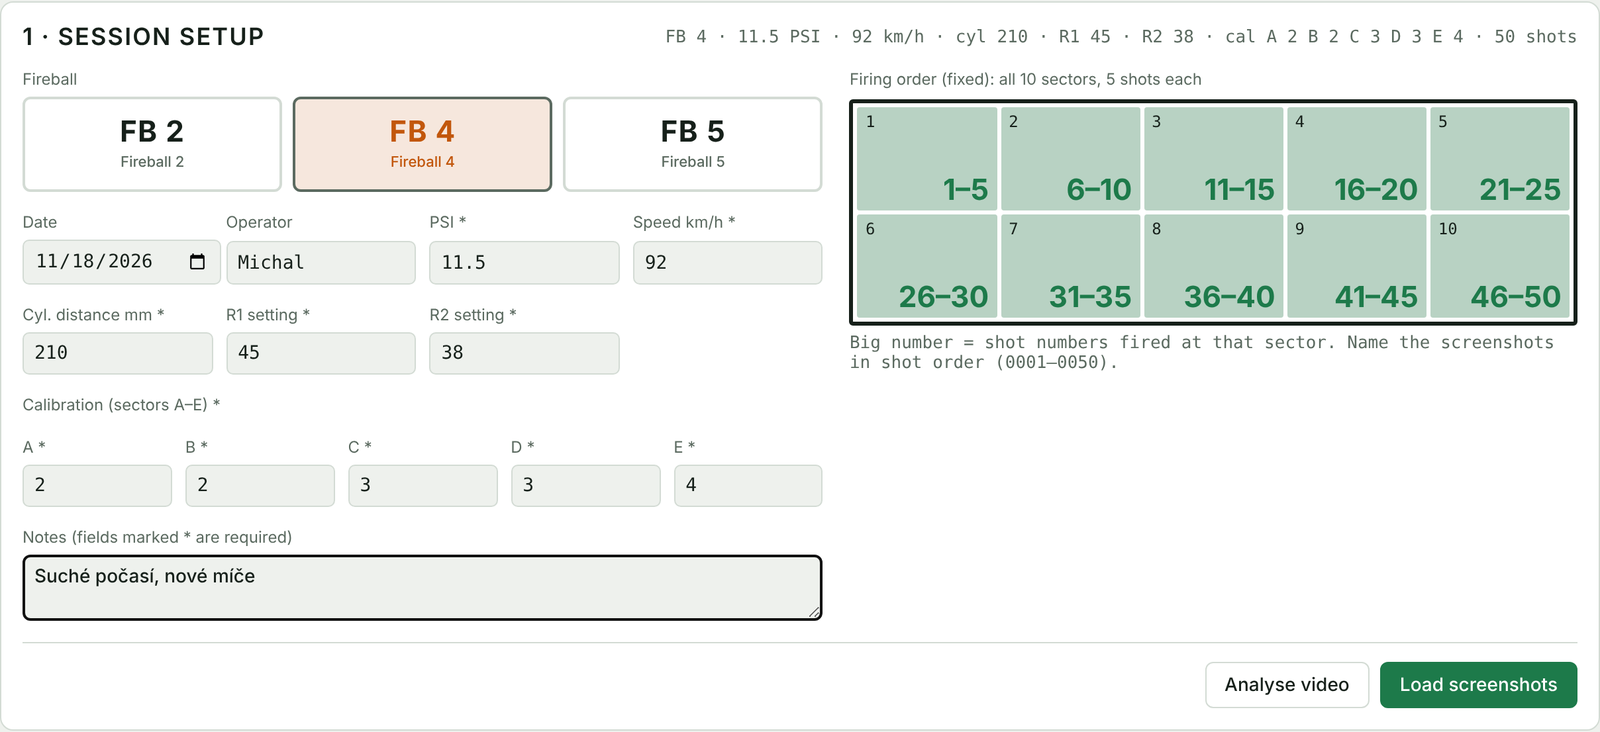 1 · SESSION SETUP
FB 4 · 11.5 PSI · 92 km/h · cyl 210 · R1 45 · R2 38 · cal A 2 B 2 C 3 D 3 E 4 · 50 shots
Fireball
FB 2
Fireball 2
FB 4
Fireball 4
FB 5
Fireball 5
Date
Operator
PSI *
Speed km/h *
11/18/2026
Michal
11.5
92
Cyl. distance mm *
R1 setting *
R2 setting *
210
45
38
Calibration (sectors A–E) *
A *
B *
C *
D *
E *
2
2
3
3
4
Notes (fields marked * are required)
Suché počasí, nové míče
Firing order (fixed): all 10 sectors, 5 shots each
1
1–5
2
6–10
3
11–15
4
16–20
5
21–25
6
26–30
7
31–35
8
36–40
9
41–45
10
46–50
Big number = shot numbers fired at that sector. Name the screenshots
in shot order (0001–0050).
Analyse video
Load screenshots